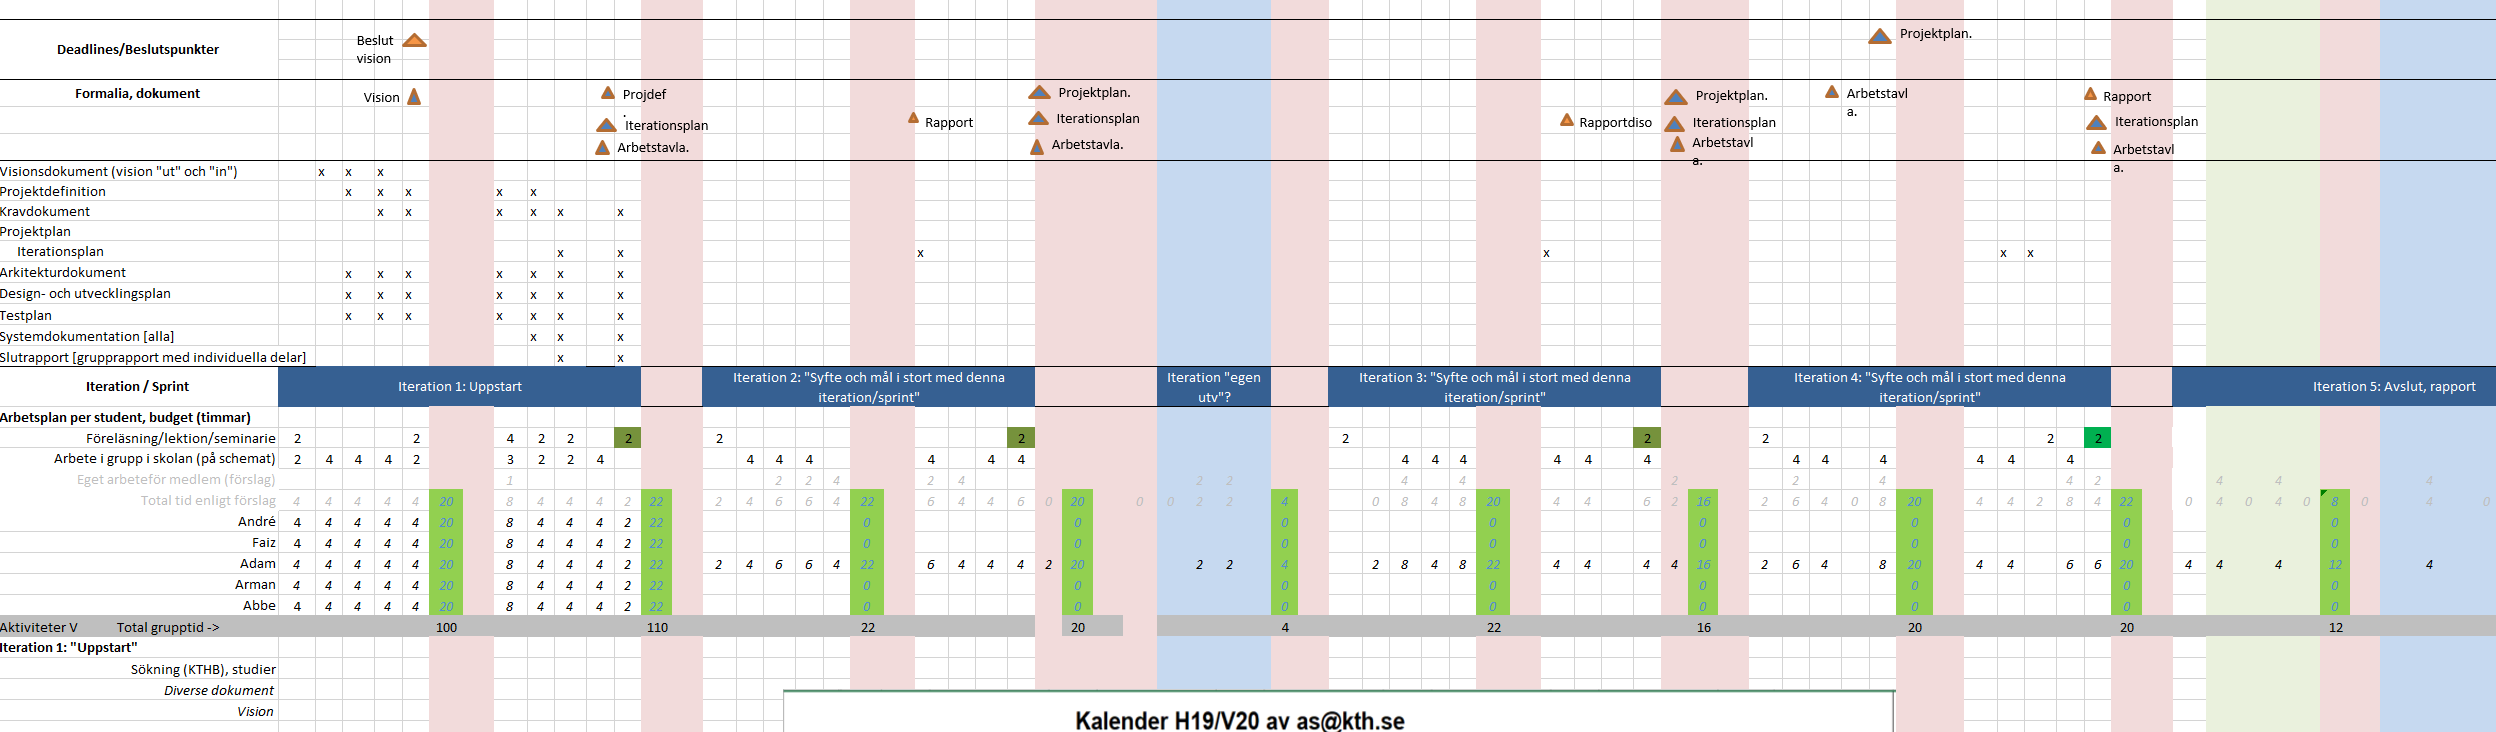 Deadlines/Beslutspunkter
Beslut
vision
Projektplan.
Formalia, dokument
Vision
Projdef
.
Iterationsplan
Arbetstavla.
Rapport
Projektplan.
Iterationsplan
Arbetstavla.
Rapportdiso
Projektplan.
Iterationsplan
Arbetstavl
a.
Arbetstavl
a.
Rapport
Iterationsplan
Arbetstavl
a.
Visionsdokument (vision "ut" och "in") x x x
Projektdefinition x x x x x
Kravdokument x x x x x x
Projektplan
Iterationsplan x x x x x x
Arkitekturdokument x x x x x x x
Design- och utvecklingsplan x x x x x x x
Testplan x x x x x x x
Systemdokumentation [alla] x x x
Slutrapport [grupprapport med individuella delar] x x
Iteration / Sprint
Iteration 1: Uppstart
Iteration 2: "Syfte och mål i stort med denna
iteration/sprint"
Iteration "egen
utv"?
Iteration 3: "Syfte och mål i stort med denna
iteration/sprint"
Iteration 4: "Syfte och mål i stort med denna
iteration/sprint"
Iteration 5: Avslut, rapport
Arbetsplan per student, budget (timmar)
Föreläsning/lektion/seminarie 2 2 4 2 2 2 2 2 2 2 2 2 2
Arbete i grupp i skolan (på schemat) 2 4 4 4 2 3 2 2 4 4 4 4 4 4 4 4 4 4 4 4 4 4 4 4 4 4 4
Eget arbeteför medlem (förslag) 1 2 2 4 2 4 2 2 4 4 2 2 4 2 4 4 4
Total tid enligt förslag 4 4 4 4 4 20 8 4 4 4 2 22 2 4 6 6 4 22 6 4 4 6 0 20 0 0 2 2 4 0 8 4 8 20 4 4 6 2 16 2 6 4 0 8 20 4 4 2 8 4 22 0 4 0 4 0 8 0 4 0
André 4 4 4 4 4 20 8 4 4 4 2 22 0 0 0 0 0 0 0 0
Faiz 4 4 4 4 4 20 8 4 4 4 2 22 0 0 0 0 0 0 0 0
Adam 4 4 4 4 4 20 8 4 4 4 2 22 2 4 6 6 4 22 6 4 4 4 2 20 2 2 4 2 8 4 8 22 4 4 4 4 16 2 6 4 8 20 4 4 6 6 20 4 4 4 12 4
Arman 4 4 4 4 4 20 8 4 4 4 2 22 0 0 0 0 0 0 0 0
Abbe 4 4 4 4 4 20 8 4 4 4 2 22 0 0 0 0 0 0 0 0
Aktiviteter V Total grupptid -> 100 110 22 20 4 22 16 20 20 12
Iteration 1: "Uppstart"
Sökning (KTHB), studier
Diverse dokument
Vision
Kalender H19/V20 av as@kth.se